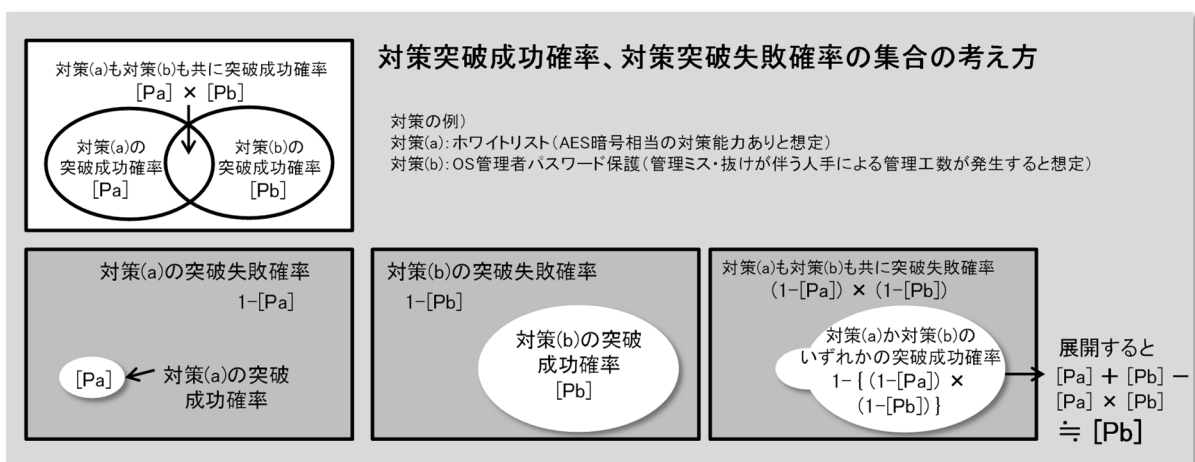 対策突破成功確率、対策突破失敗確率の集合の考え方
対策(a)も対策(b)も共に突破成功確率
[Pa] × [Pb]
対策(a)の
突破成功確率
[Pa]
対策(b)の
突破成功確率
[Pb]
対策の例)
対策(a):ホワイトリスト(AES暗号相当の対策能力ありと想定)
対策(b):OS管理者パスワード保護(管理ミス・抜けが伴う人手による管理工数が発生すると想定)
対策(a)の突破失敗確率
1-[Pa]
[Pa]
対策(a)の突破
成功確率
対策(b)の突破失敗確率
1-[Pb]
対策(b)の突破
成功確率
[Pb]
対策(a)も対策(b)も共に突破失敗確率
(1-[Pa]) × (1-[Pb])
対策(a)か対策(b)の
いずれかの突破成功確率
1-{(1-[Pa]) ×
(1-[Pb])}
展開すると
[Pa]+[Pb]-
[Pa] × [Pb]
≒ [Pb]